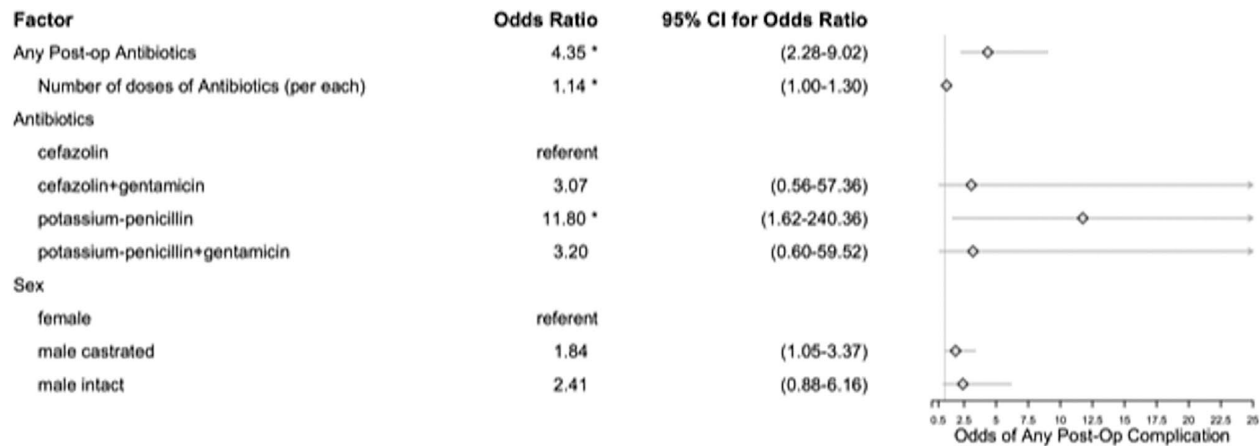 Factor Odds Ratio 95% CI for Odds Ratio
Any Post-op Antibiotics 4.35 * (2.28-9.02)
Number of doses of Antibiotics (per each) 1.14 * (1.00-1.30)
Antibiotics
cefazolin referent
cefazolin+gentamicin 3.07 (0.56-57.36)
potassium-penicillin 11.80 * (1.62-240.36)
potassium-penicillin+gentamicin 3.20 (0.60-59.52)
Sex
female referent
male castrated 1.84 (1.05-3.37)
male intact 2.41 (0.88-6.16)
0.5 2.5 5 7.5 10 12.5 15 17.5 20 22.5 25
Odds of Any Post-Op Complication